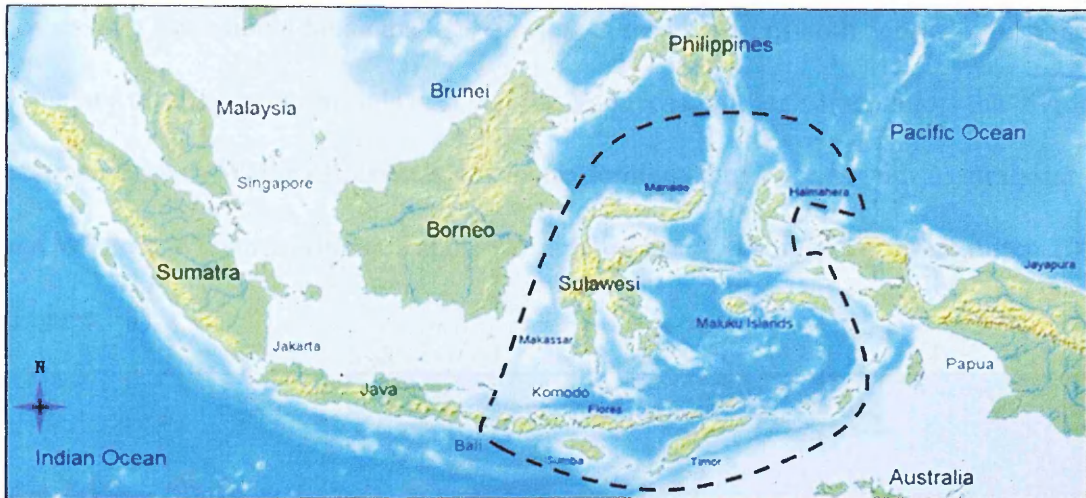 Philippines
Brunei
Malaysia
Pacific Ocean
Singapore
Manado
Halmahera
Borneo
Sumatra
Sulawesi
Jayapura
Maluku Islands
Makassar
Jakarta
N
Papua
Java
Komodo
Flores
Bali
Indian Ocean
Sumba
Timor
Australia